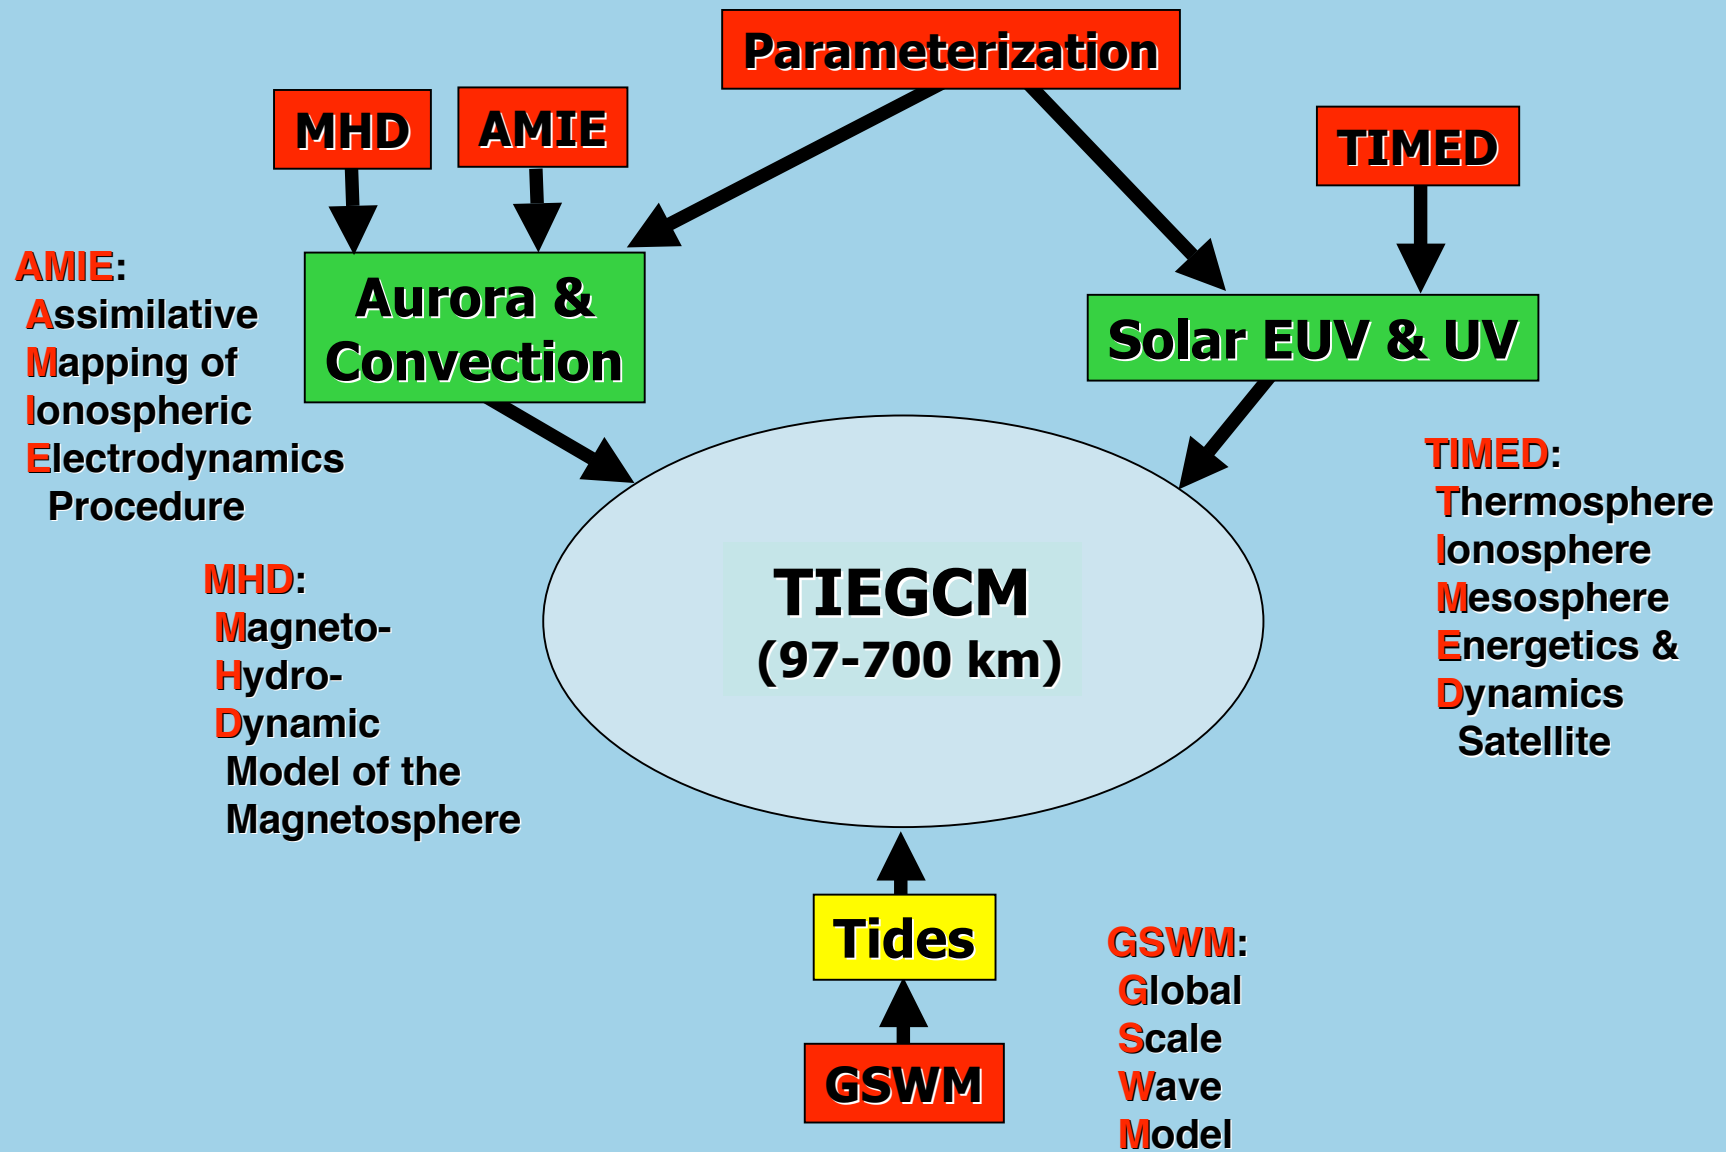 Parameterization
MHD
AMIE
TIMED
Aurora &
Convection
Solar EUV & UV
AMIE:
Assimilative
Mapping of
Ionospheric
Electrodynamics
Procedure
MHD:
Magneto-
Hydro-
Dynamic
Model of the
Magnetosphere
TIEGCM
(97-700 km)
TIMED:
Thermosphere
Ionosphere
Mesosphere
Energetics &
Dynamics
Satellite
Tides
GSWM
GSWM:
Global
Scale
Wave
Model